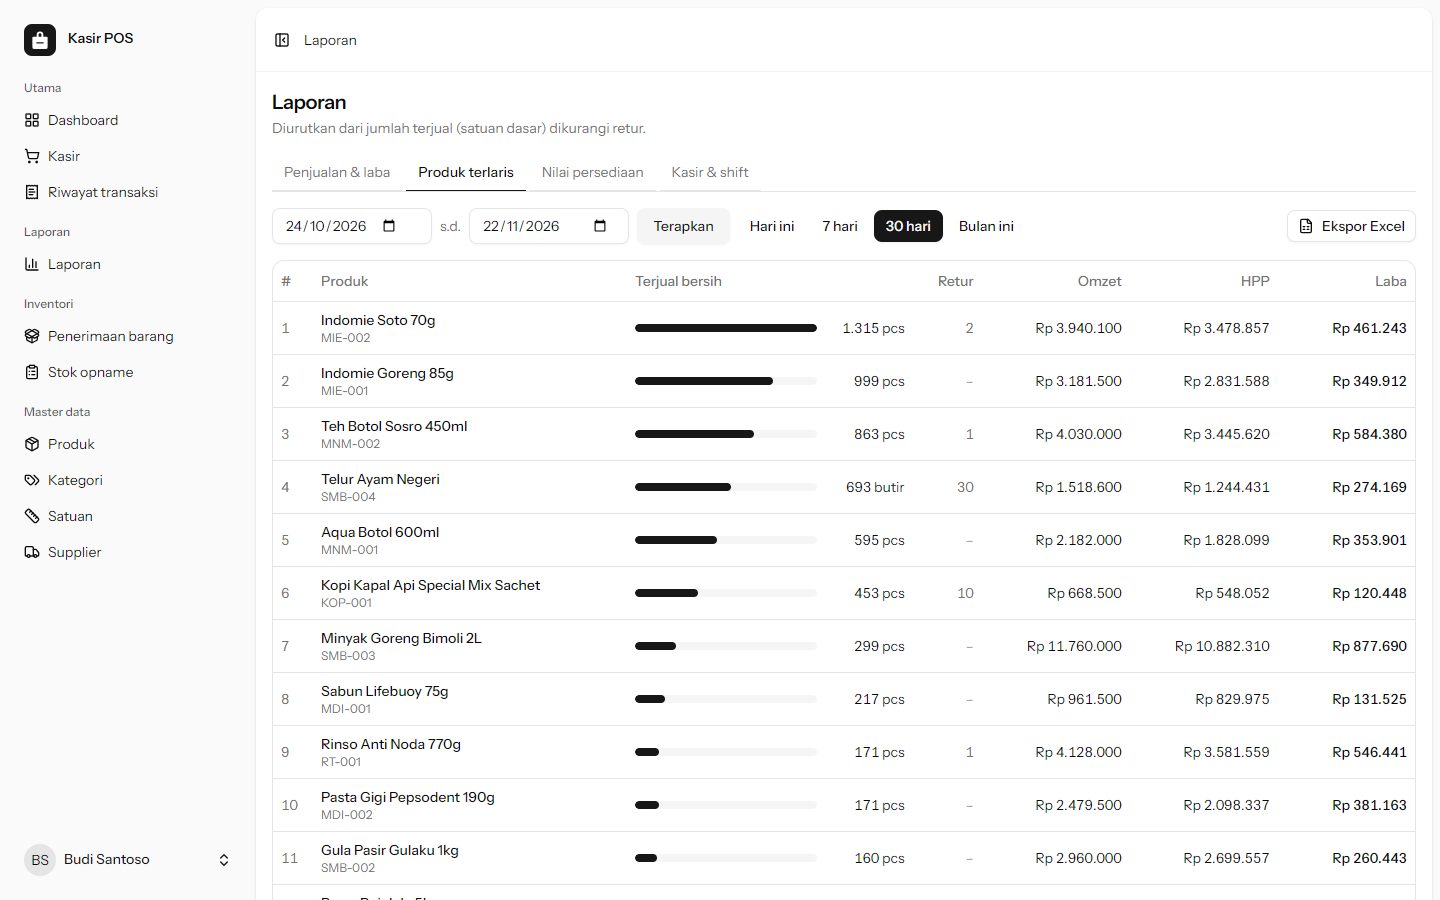 Kasir POS
Utama
Dashboard
Kasir
Riwayat transaksi
Laporan
Laporan
Inventori
Penerimaan barang
Stok opname
Master data
Produk
Kategori
Satuan
Supplier
BS Budi Santoso
Laporan
Laporan
Diurutkan dari jumlah terjual (satuan dasar) dikurangi retur.
Penjualan & laba Produk terlaris Nilai persediaan Kasir & shift
24/10/2026 s.d. 22/11/2026 Terapkan Hari ini 7 hari 30 hari Bulan ini Ekspor Excel
# Produk Terjual bersih Retur Omzet HPP Laba
1 Indomie Soto 70g 1.315 pcs 2 Rp 3.940.100 Rp 3.478.857 Rp 461.243
MIE-002
2 Indomie Goreng 85g 999 pcs – Rp 3.181.500 Rp 2.831.588 Rp 349.912
MIE-001
3 Teh Botol Sosro 450ml 863 pcs 1 Rp 4.030.000 Rp 3.445.620 Rp 584.380
MNM-002
4 Telur Ayam Negeri 693 butir 30 Rp 1.518.600 Rp 1.244.431 Rp 274.169
SMB-004
5 Aqua Botol 600ml 595 pcs – Rp 2.182.000 Rp 1.828.099 Rp 353.901
MNM-001
6 Kopi Kapal Api Special Mix Sachet 453 pcs 10 Rp 668.500 Rp 548.052 Rp 120.448
KOP-001
7 Minyak Goreng Bimoli 2L 299 pcs – Rp 11.760.000 Rp 10.882.310 Rp 877.690
SMB-003
8 Sabun Lifebuoy 75g 217 pcs – Rp 961.500 Rp 829.975 Rp 131.525
MDI-001
9 Rinso Anti Noda 770g 171 pcs 1 Rp 4.128.000 Rp 3.581.559 Rp 546.441
RT-001
10 Pasta Gigi Pepsodent 190g 171 pcs – Rp 2.479.500 Rp 2.098.337 Rp 381.163
MDI-002
11 Gula Pasir Gulaku 1kg 160 pcs – Rp 2.960.000 Rp 2.699.557 Rp 260.443
SMB-002